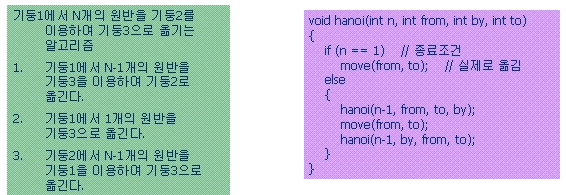 기둥1에서 N개의 원반을 기둥2를
이용하여 기둥3으로 옮기는
알고리즘
1. 기둥1에서 N-1개의 원반을
기둥3을 이용하여 기둥2로
옮긴다.
2. 기둥1에서 1개의 원반을
기둥3으로 옮긴다.
3. 기둥2에서 N-1개의 원반을
기둥1을 이용하여 기둥3으로
옮긴다.
void hanoi(int n, int from, int by, int to)
{
if (n == 1) // 종료조건
move(from, to); // 실제로 옮김
else
{
hanoi(n-1, from, to, by);
move(from, to);
hanoi(n-1, by, from, to);
}
}